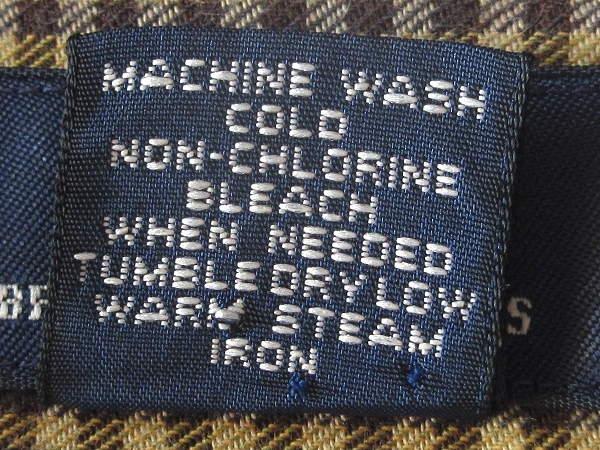 MACHINE WASH
COLD
NON-CHLORINE
BLEACH
WHEN NEEDED
TUMBLE DRY LOW
WARM STEAM
IRON